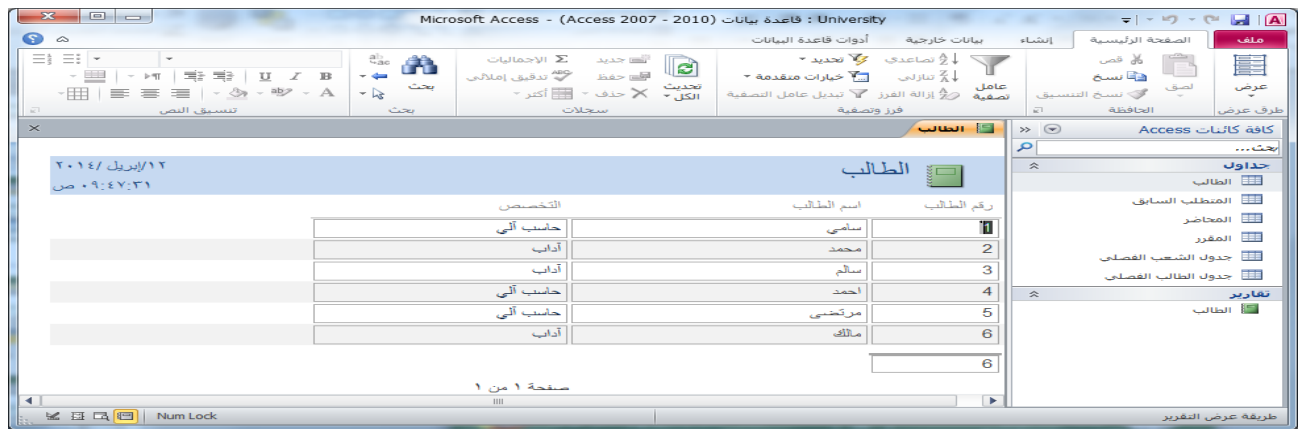 University : قاعدة بيانات (Access 2007 - 2010) - Microsoft Access
ملف الصفحة الرئيسية إنشاء بيانات خارجية أدوات قاعدة البيانات
عرض
طرق عرض
لصق
قص
نسخ
نسخ التنسيق
الحافظة
عامل تصفية
تصاعدي
تنازلي
إزالة الفرز
تحديد
خيارات متقدمة
تبديل عامل التصفية
فرز وتصفية
تحديث الكل
جديد
حفظ
حذف
الإجماليات
تدقيق إملائي
أكثر
سجلات
بحث
بحث
B I U
A
تنسيق النص
كافة كائنات Access
بحث...
جداول
الطالب
المتطلب السابق
المحاضر
المقرر
جدول الشعب الفصلي
جدول الطالب الفصلي
تقارير
الطالب
الطالب
الطالب
١٢/إبريل/ ٢٠١٤
٠٩:٤٧:٣١ ص
رقم الطالب اسم الطالب التخصص
1 سامي حاسب آلي
2 محمد آداب
3 سالم آداب
4 احمد حاسب آلي
5 مرتضى حاسب آلي
6 مالك آداب
6
صفحة ١ من ١
طريقة عرض التقرير
Num Lock